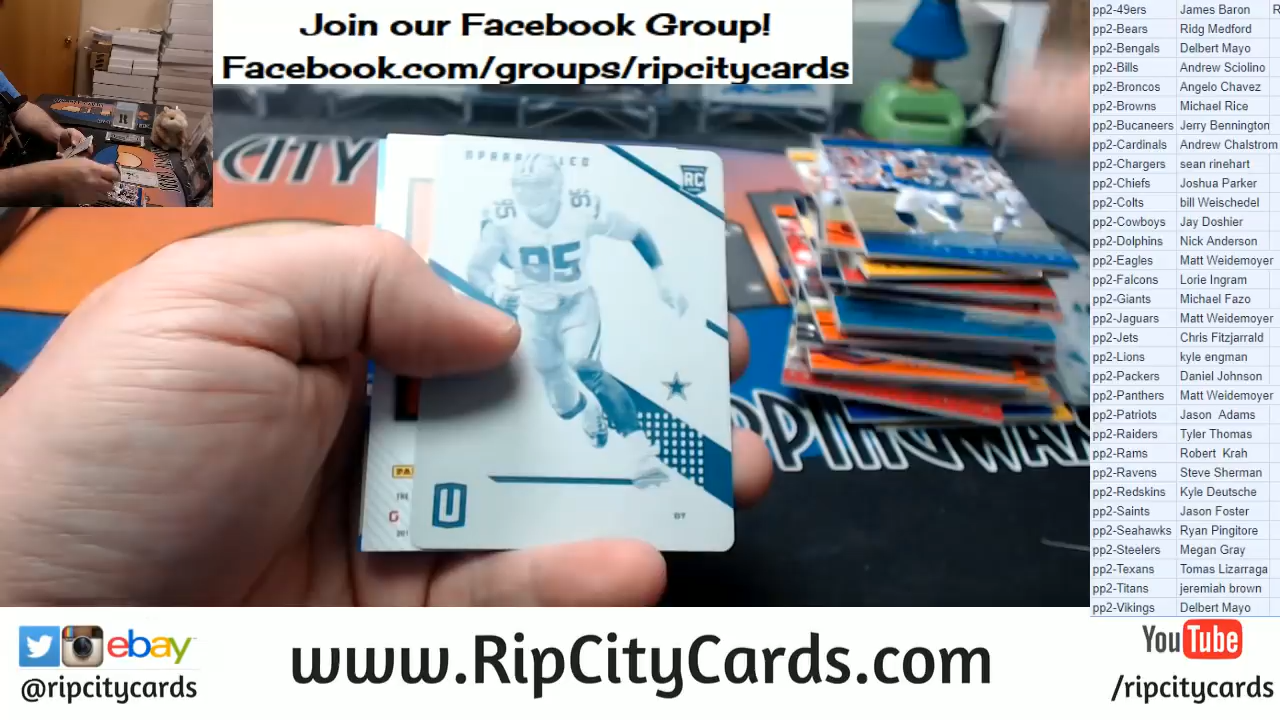 Join our Facebook Group!
Facebook.com/groups/ripcitycards
CITY
RC
95
95
95
U
DT
pp2-49ers James Baron R
pp2-Bears Ridg Medford
pp2-Bengals Delbert Mayo
pp2-Bills Andrew Sciolino
pp2-Broncos Angelo Chavez
pp2-Browns Michael Rice
pp2-Bucaneers Jerry Bennington
pp2-Cardinals Andrew Chalstrom
pp2-Chargers sean rinehart
pp2-Chiefs Joshua Parker
pp2-Colts bill Weischedel
pp2-Cowboys Jay Doshier
pp2-Dolphins Nick Anderson
pp2-Eagles Matt Weidemoyer
pp2-Falcons Lorie Ingram
pp2-Giants Michael Fazo
pp2-Jaguars Matt Weidemoyer
pp2-Jets Chris Fitzjarrald
pp2-Lions kyle engman
pp2-Packers Daniel Johnson
pp2-Panthers Matt Weidemoyer
pp2-Patriots Jason Adams
pp2-Raiders Tyler Thomas
pp2-Rams Robert Krah
pp2-Ravens Steve Sherman
pp2-Redskins Kyle Deutsche
pp2-Saints Jason Foster
pp2-Seahawks Ryan Pingitore
pp2-Steelers Megan Gray
pp2-Texans Tomas Lizarraga
pp2-Titans jeremiah brown
pp2-Vikings Delbert Mayo
ebay
@ripcitycards
www.RipCityCards.com
YouTube
/ripcitycards